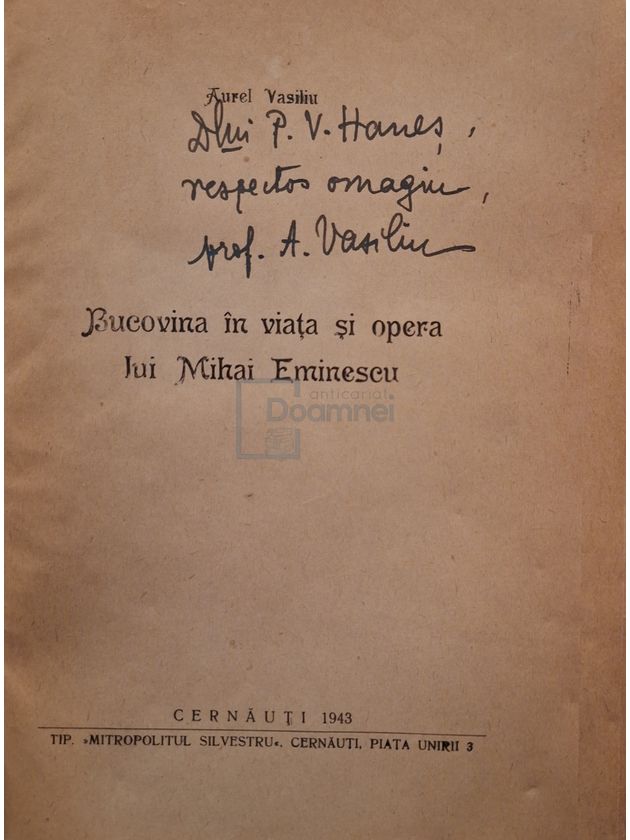 Aurel Vasiliu
Dlui P. V. Haneș,
respectos omagiu,
prof. A. Vasiliu
Bucovina în viața și opera
lui Mihai Eminescu
anticariat
Doamnei
CERNĂUȚI 1943
TIP. »MITROPOLITUL SILVESTRU«, CERNĂUȚI, PIATA UNIRII 3